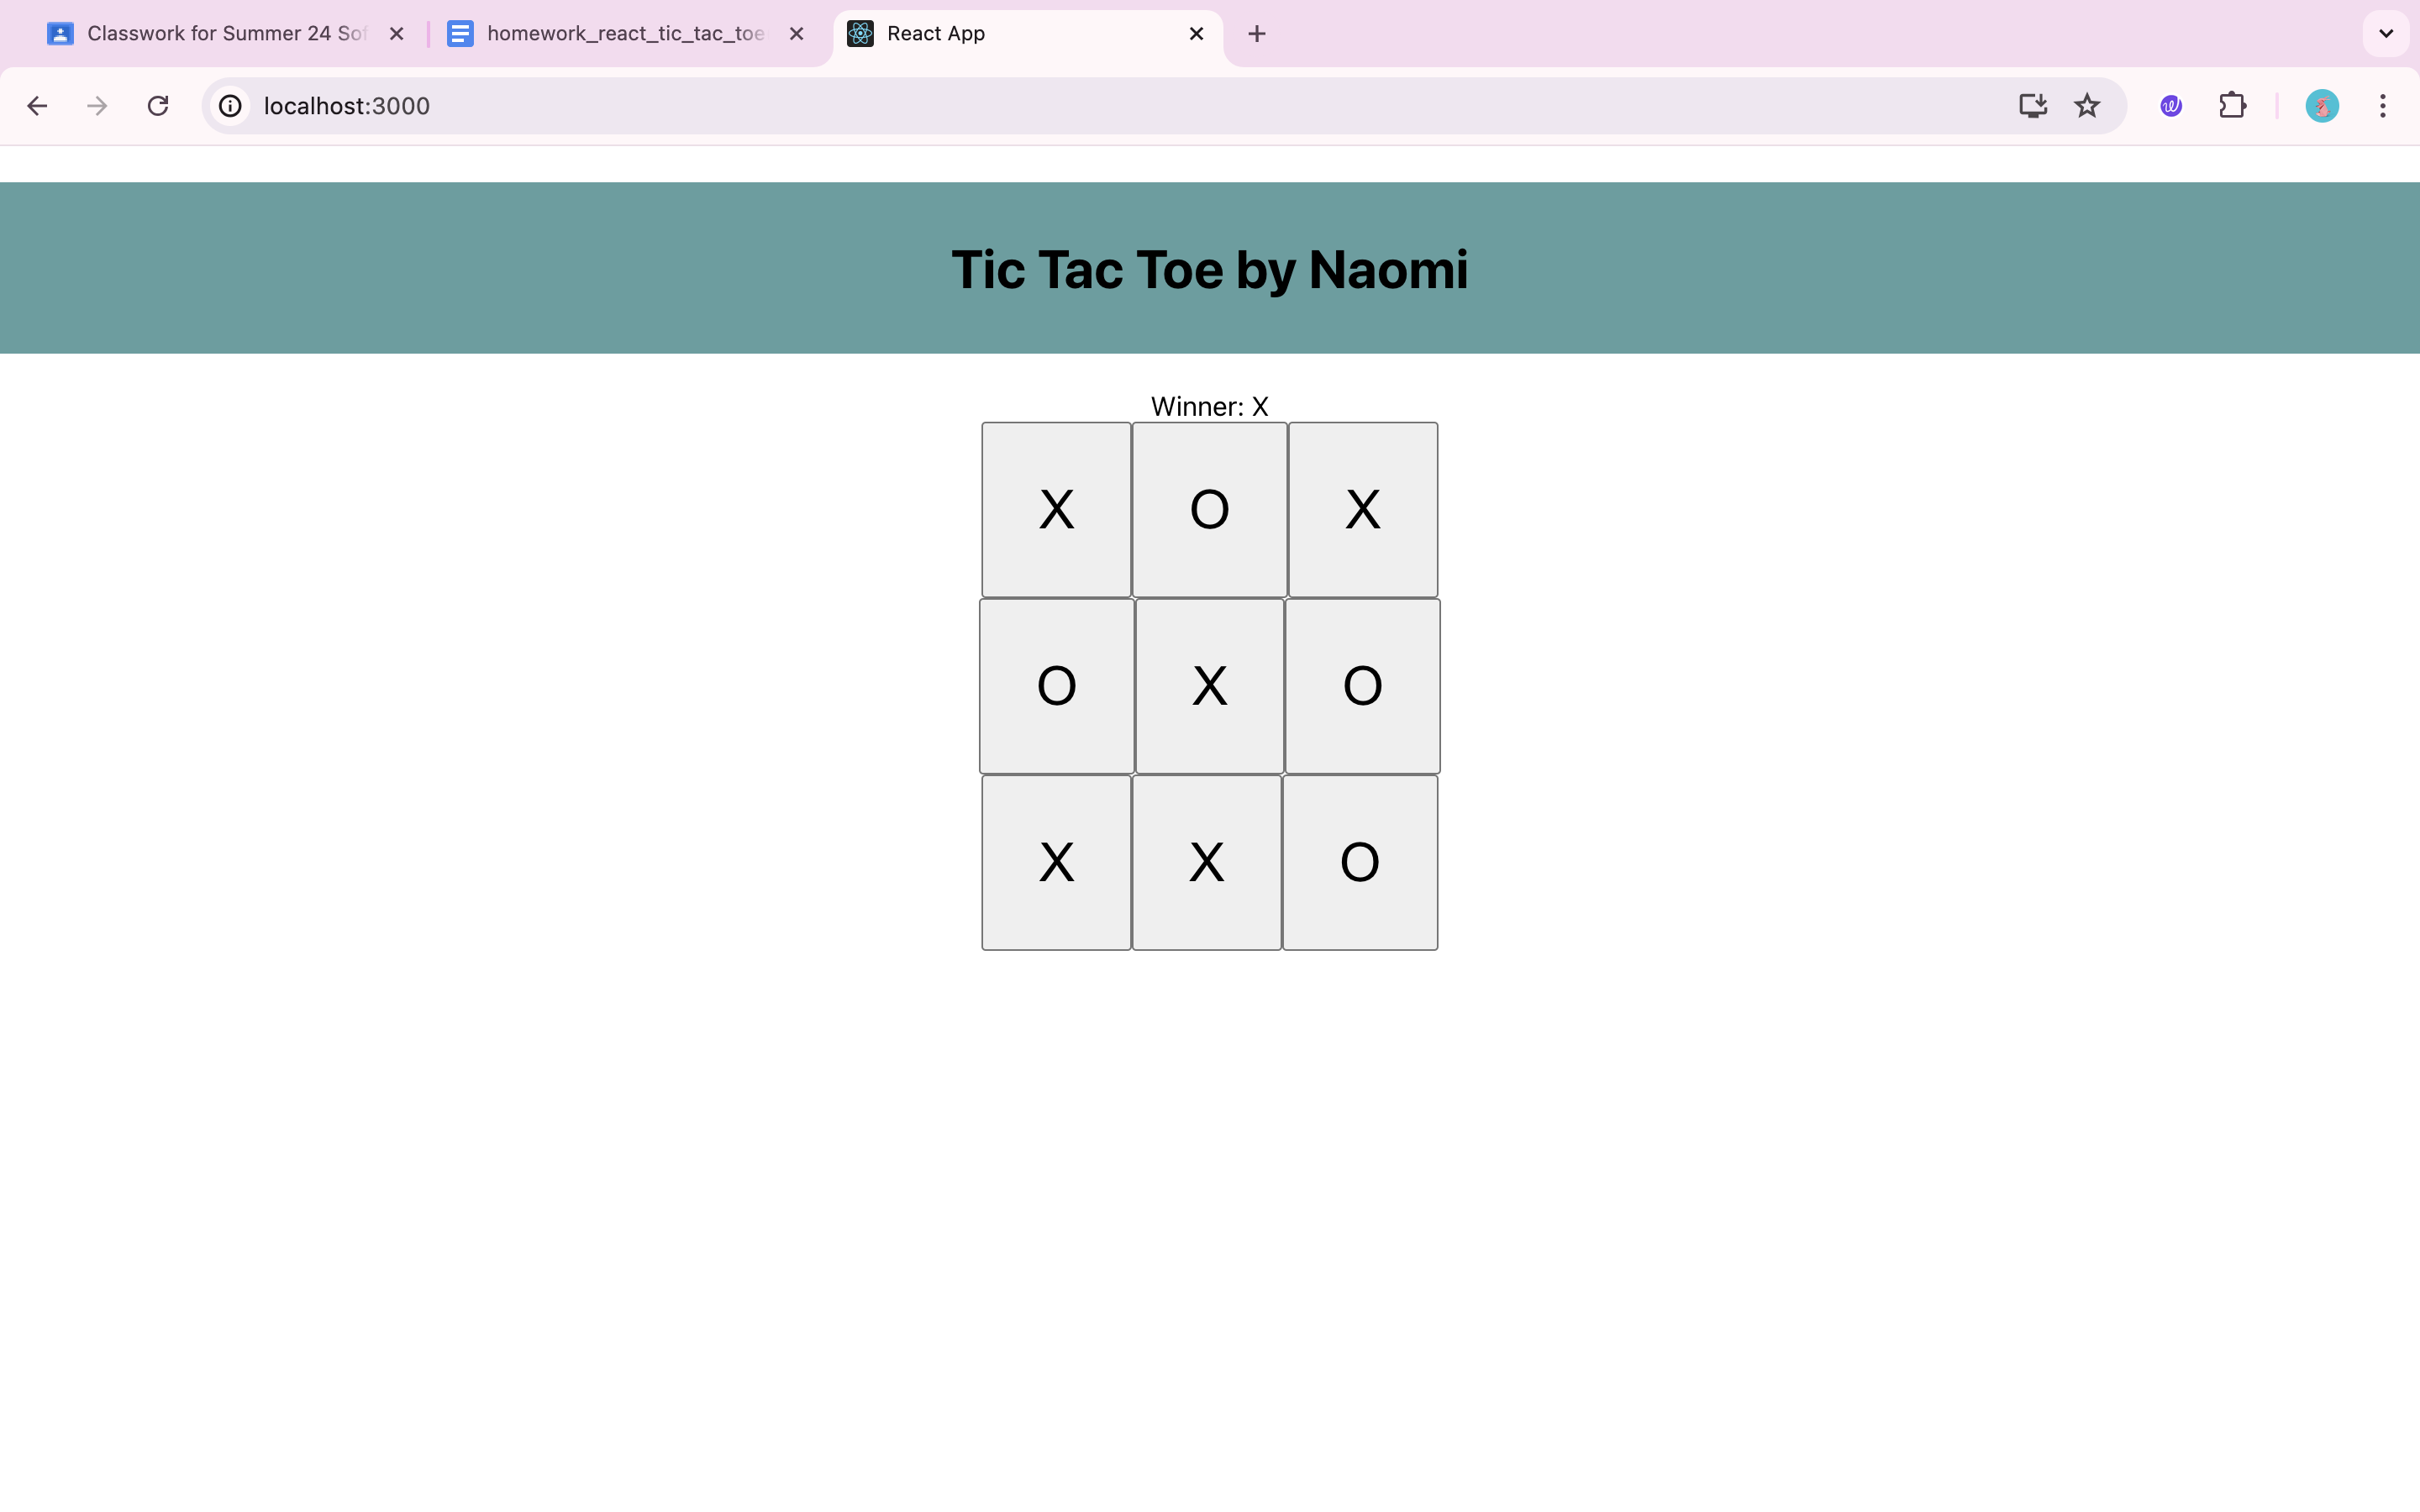 Classwork for Summer 24 Sof
homework_react_tic_tac_toe
React App
localhost:3000
Tic Tac Toe by Naomi
Winner: X
X O X
O X O
X X O